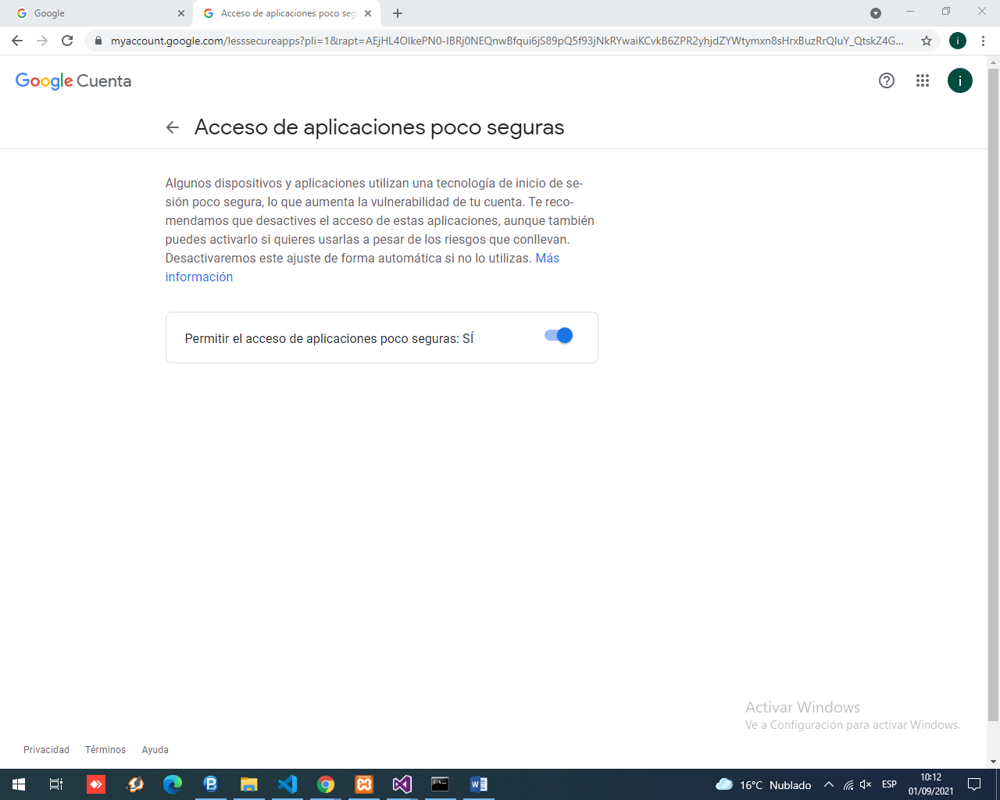 Google
Acceso de aplicaciones poco seg
myaccount.google.com/lesssecureapps?pli=1&rapt=AEjHL4OlkePN0-IBRj0NEQnwBfqui6jS89pQ5f93jNkRYwaiKCvkB6ZPR2yhjdZYWtymxn8sHrxBuzRrQluY_QtskZ4G...
i
Google Cuenta
i
Acceso de aplicaciones poco seguras
Algunos dispositivos y aplicaciones utilizan una tecnología de inicio de se-
sión poco segura, lo que aumenta la vulnerabilidad de tu cuenta. Te reco-
mendamos que desactives el acceso de estas aplicaciones, aunque también
puedes activarlo si quieres usarlas a pesar de los riesgos que conllevan.
Desactivaremos este ajuste de forma automática si no lo utilizas. Más
información
Permitir el acceso de aplicaciones poco seguras: SÍ
Activar Windows
Ve a Configuración para activar Windows.
Privacidad Términos Ayuda
16°C Nublado
ESP
10:12
01/09/2021